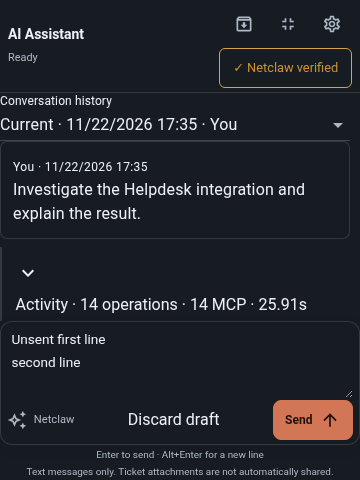 AI Assistant
Ready
✓ Netclaw verified
Conversation history
Current · 11/22/2026 17:35 · You
You · 11/22/2026 17:35
Investigate the Helpdesk integration and
explain the result.
Activity · 14 operations · 14 MCP · 25.91s
Unsent first line
second line
Netclaw
Discard draft
Send
Enter to send · Alt+Enter for a new line
Text messages only. Ticket attachments are not automatically shared.